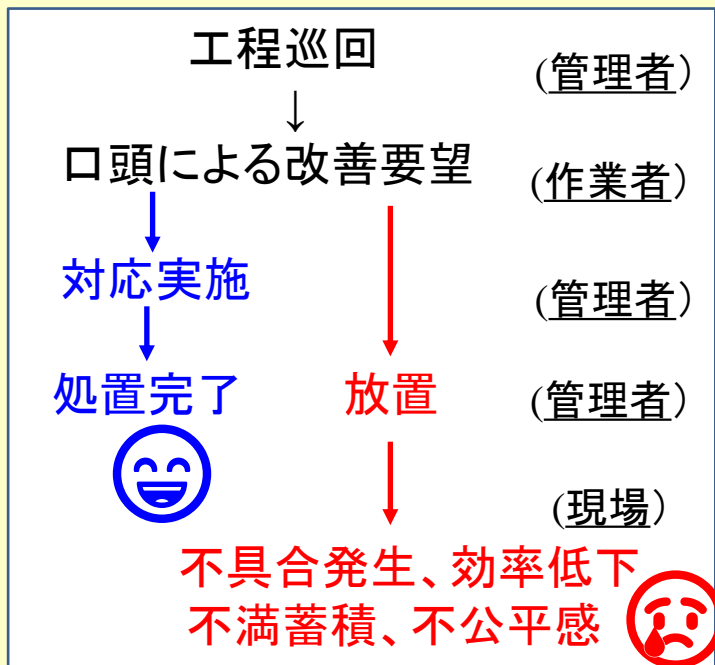 工程巡回
(管理者)
↓
口頭による改善要望
(作業者)
対応実施
(管理者)
処置完了
放置
(管理者)
(現場)
不具合発生、効率低下
不満蓄積、不公平感